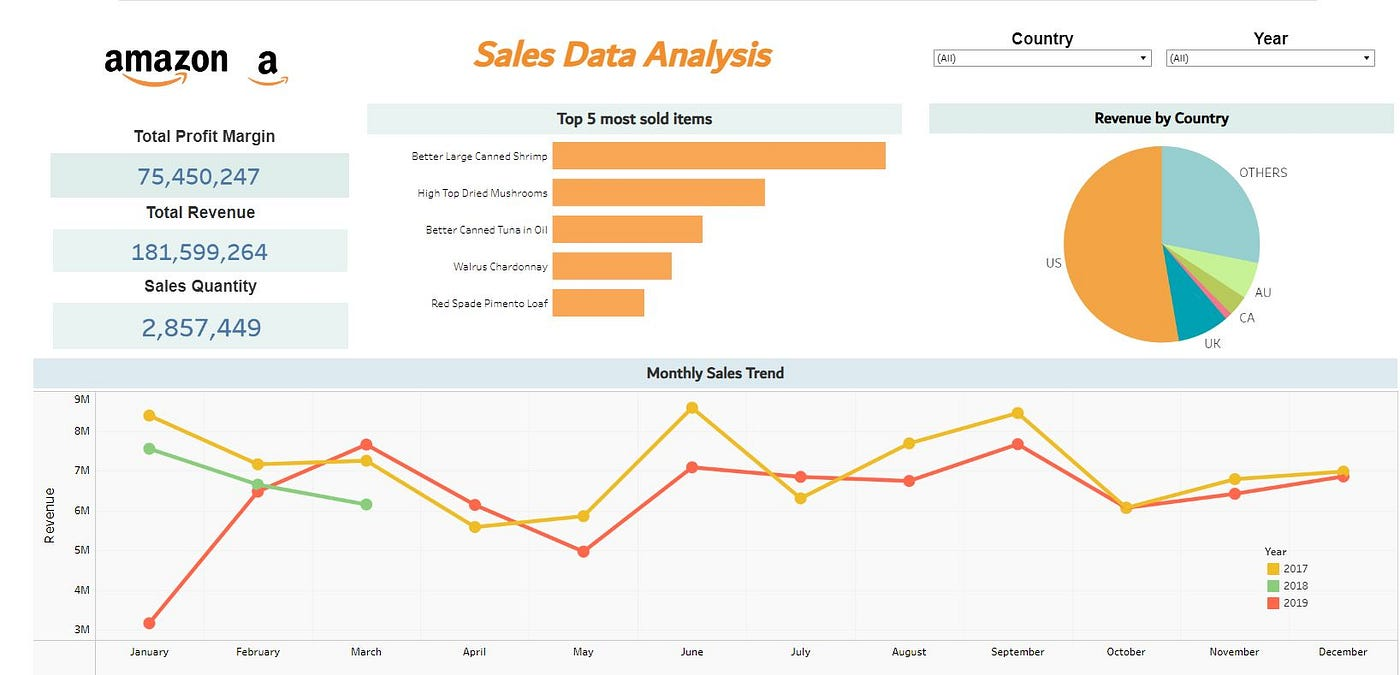 amazon a
Sales Data Analysis
Country
(All)
Year
(All)
Total Profit Margin
75,450,247
Total Revenue
181,599,264
Sales Quantity
2,857,449
Top 5 most sold items
Better Large Canned Shrimp
High Top Dried Mushrooms
Better Canned Tuna in Oil
Walrus Chardonnay
Red Spade Pimento Loaf
Revenue by Country
OTHERS
US
AU
CA
UK
Monthly Sales Trend
Revenue
9M
8M
7M
6M
5M
4M
3M
Year
2017
2018
2019
January February March April May June July August September October November December